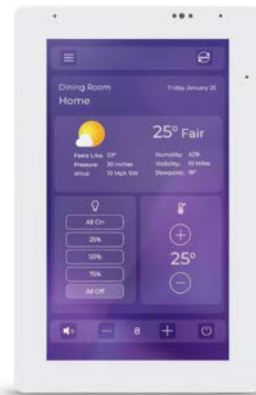 Dining Room
Friday January 26
Home
25° Fair
Feels Like: 51°
Humidity: 42%
Pressure: 30 Inches
Visibility: 10 Miles
Wind: 10 Mph SW
Dewpoint: 18°
All On
25%
50%
75%
All Off
25°
8